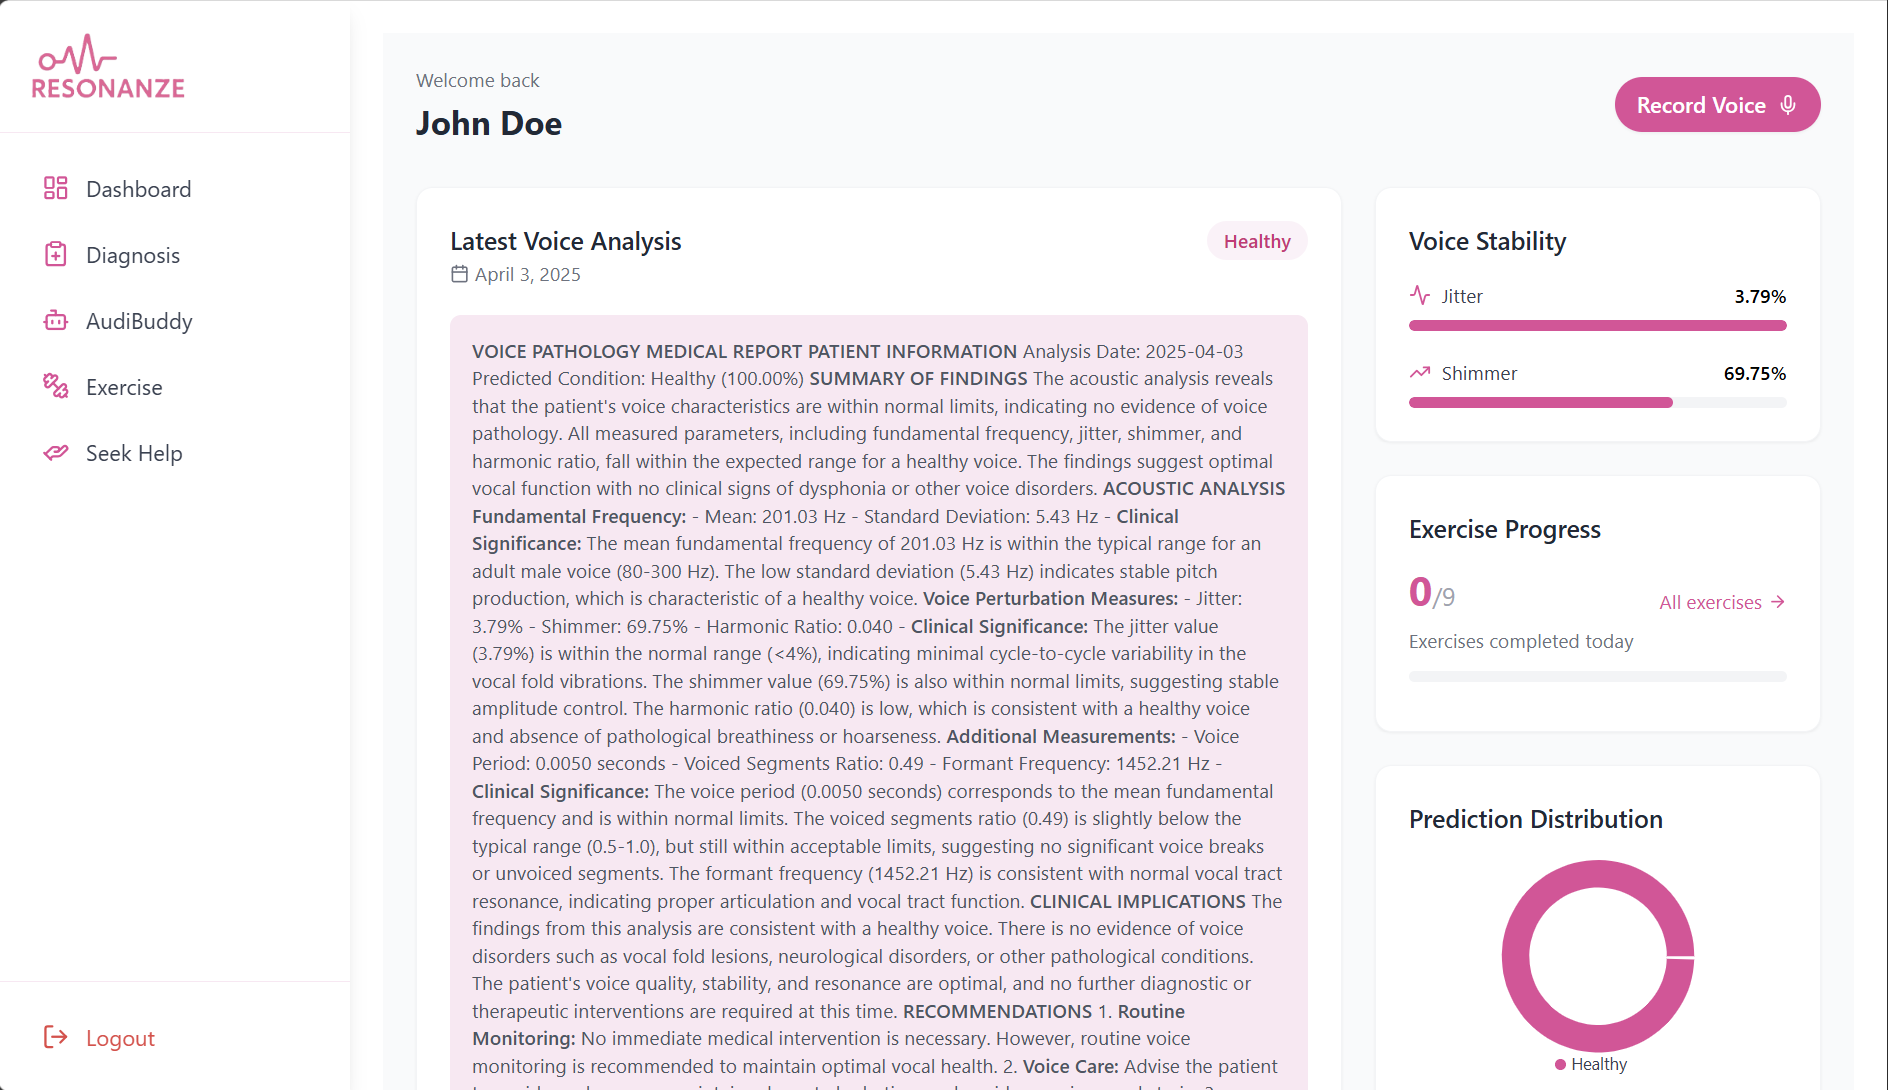 RESONANZE
Dashboard
Diagnosis
AudiBuddy
Exercise
Seek Help
Logout
Welcome back
John Doe
Record Voice
Latest Voice Analysis
Healthy
April 3, 2025
VOICE PATHOLOGY MEDICAL REPORT PATIENT INFORMATION Analysis Date: 2025-04-03
Predicted Condition: Healthy (100.00%) SUMMARY OF FINDINGS The acoustic analysis reveals
that the patient's voice characteristics are within normal limits, indicating no evidence of voice
pathology. All measured parameters, including fundamental frequency, jitter, shimmer, and
harmonic ratio, fall within the expected range for a healthy voice. The findings suggest optimal
vocal function with no clinical signs of dysphonia or other voice disorders. ACOUSTIC ANALYSIS
Fundamental Frequency: - Mean: 201.03 Hz - Standard Deviation: 5.43 Hz - Clinical
Significance: The mean fundamental frequency of 201.03 Hz is within the typical range for an
adult male voice (80-300 Hz). The low standard deviation (5.43 Hz) indicates stable pitch
production, which is characteristic of a healthy voice. Voice Perturbation Measures: - Jitter:
3.79% - Shimmer: 69.75% - Harmonic Ratio: 0.040 - Clinical Significance: The jitter value
(3.79%) is within the normal range (<4%), indicating minimal cycle-to-cycle variability in the
vocal fold vibrations. The shimmer value (69.75%) is also within normal limits, suggesting stable
amplitude control. The harmonic ratio (0.040) is low, which is consistent with a healthy voice
and absence of pathological breathiness or hoarseness. Additional Measurements: - Voice
Period: 0.0050 seconds - Voiced Segments Ratio: 0.49 - Formant Frequency: 1452.21 Hz -
Clinical Significance: The voice period (0.0050 seconds) corresponds to the mean fundamental
frequency and is within normal limits. The voiced segments ratio (0.49) is slightly below the
typical range (0.5-1.0), but still within acceptable limits, suggesting no significant voice breaks
or unvoiced segments. The formant frequency (1452.21 Hz) is consistent with normal vocal tract
resonance, indicating proper articulation and vocal tract function. CLINICAL IMPLICATIONS The
findings from this analysis are consistent with a healthy voice. There is no evidence of voice
disorders such as vocal fold lesions, neurological disorders, or other pathological conditions.
The patient's voice quality, stability, and resonance are optimal, and no further diagnostic or
therapeutic interventions are required at this time. RECOMMENDATIONS 1. Routine
Monitoring: No immediate medical intervention is necessary. However, routine voice
monitoring is recommended to maintain optimal vocal health. 2. Voice Care: Advise the patient
Voice Stability
Jitter 3.79%
Shimmer 69.75%
Exercise Progress
0/9
All exercises
Exercises completed today
Prediction Distribution
Healthy